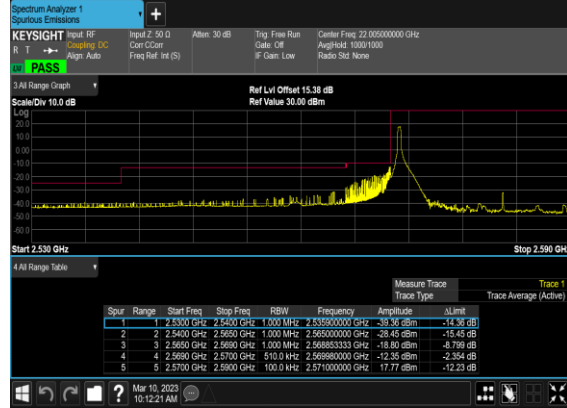 Spectrum Analyzer 1
Spurious Emissions
KEYSIGHT Input: RF Input Z: 50 Ω Atten: 30 dB Trig: Free Run Center Freq: 22.005000000 GHz
R T Coupling: DC Corr CCorr Gate: Off Avg|Hold: 1000/1000
Align: Auto Freq Ref: Int (S) IF Gain: Low Radio Std: None
LW PASS
3 All Range Graph
Ref Lvl Offset 15.38 dB
Scale/Div 10.0 dB Ref Value 30.00 dBm
Log
20.0
10.0
0.00
-10.0
-20.0
-30.0
-40.0
-50.0
-60.0
Start 2.530 GHz Stop 2.590 GHz
4 All Range Table
Measure Trace Trace 1
Trace Type Trace Average (Active)
Spur Range Start Freq Stop Freq RBW Frequency Amplitude ΔLimit
1 1 2.5300 GHz 2.5400 GHz 1.000 MHz 2.535900000 GHz -39.36 dBm -14.36 dB
2 2 2.5400 GHz 2.5650 GHz 1.000 MHz 2.565000000 GHz -28.45 dBm -15.45 dB
3 3 2.5650 GHz 2.5690 GHz 1.000 MHz 2.568853333 GHz -18.80 dBm -8.799 dB
4 4 2.5690 GHz 2.5700 GHz 510.0 kHz 2.569980000 GHz -12.35 dBm -2.354 dB
5 5 2.5700 GHz 2.5900 GHz 100.0 kHz 2.571000000 GHz 17.77 dBm -12.23 dB
Mar 10, 2023
10:12:21 AM